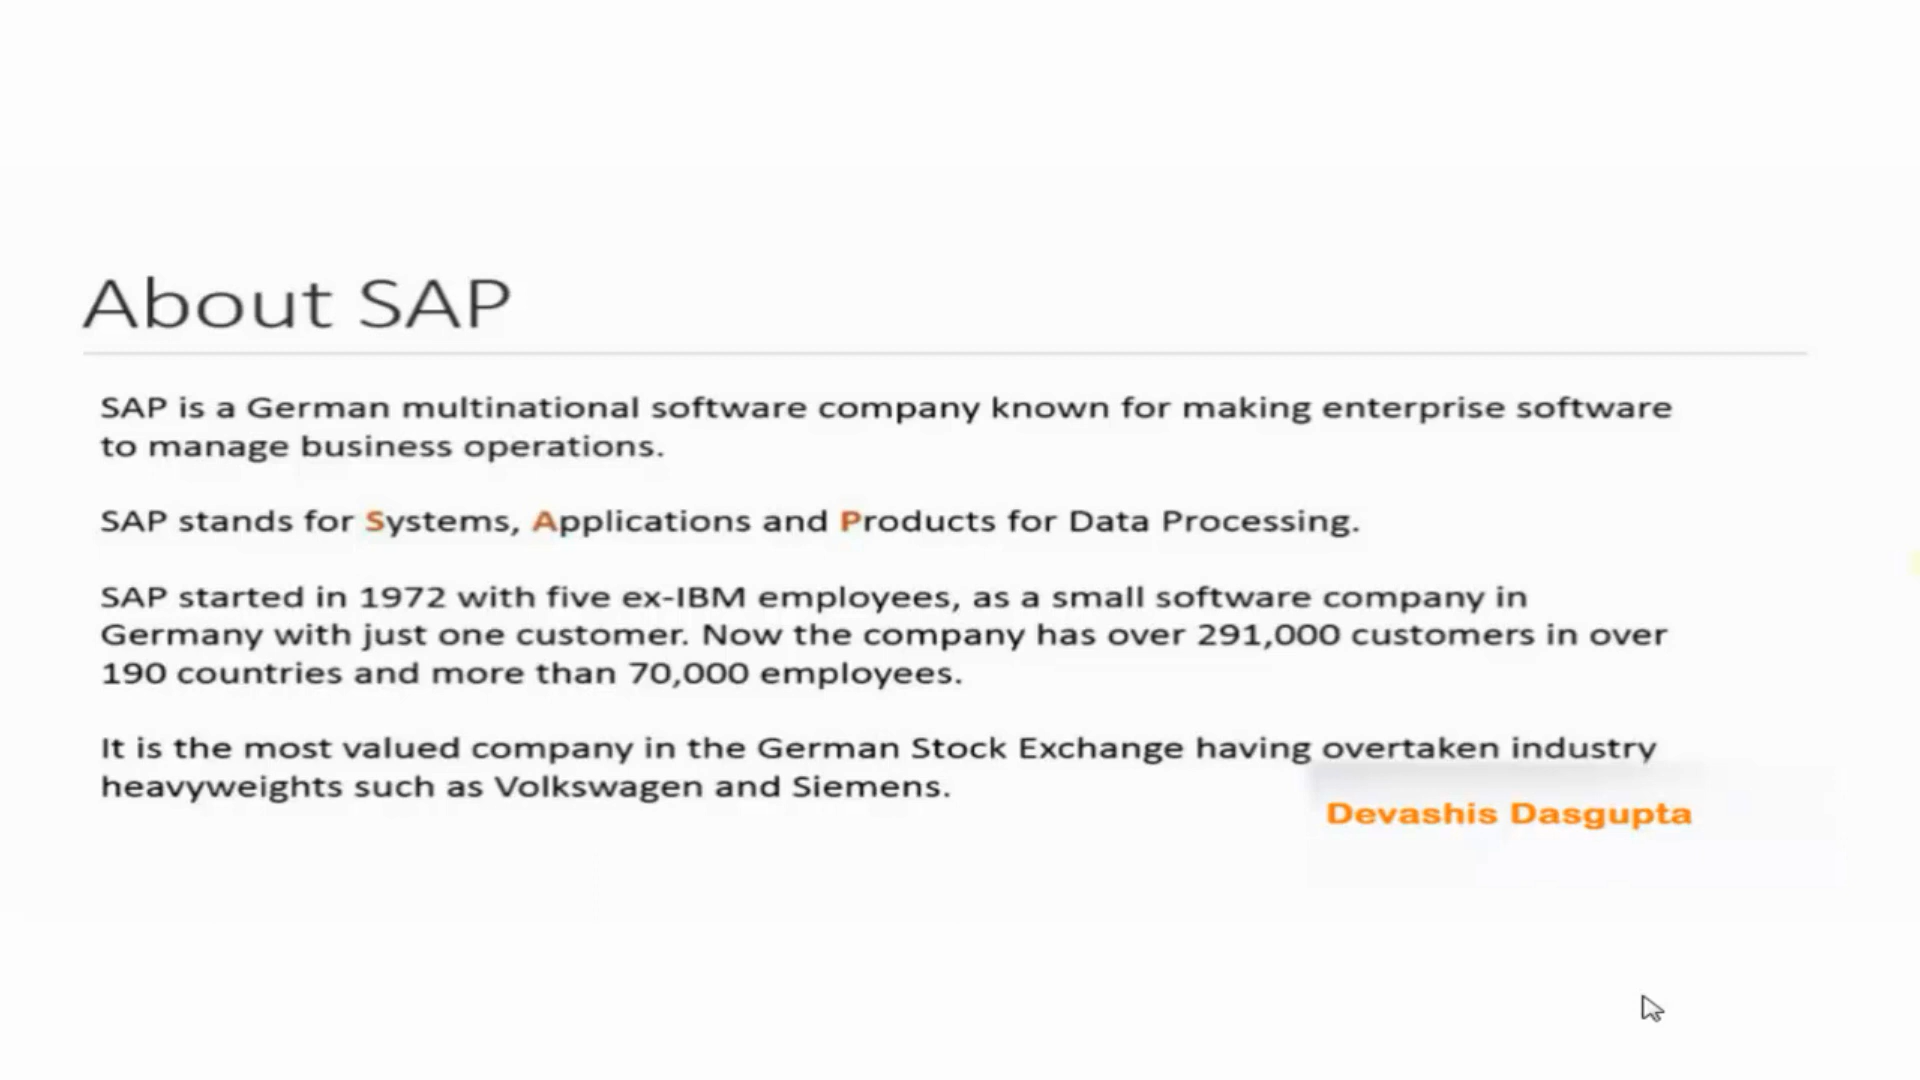 About SAP
SAP is a German multinational software company known for making enterprise software
to manage business operations.
SAP stands for Systems, Applications and Products for Data Processing.
SAP started in 1972 with five ex-IBM employees, as a small software company in
Germany with just one customer. Now the company has over 291,000 customers in over
190 countries and more than 70,000 employees.
It is the most valued company in the German Stock Exchange having overtaken industry
heavyweights such as Volkswagen and Siemens.
Devashis Dasgupta